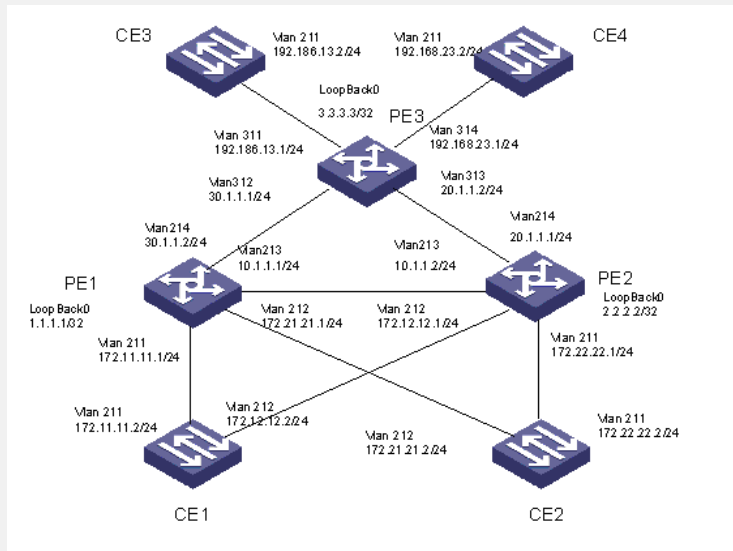 CE3
Vlan 211
192.186.13.2/24
Vlan 211
192.168.23.2/24
CE4
LoopBack0
3.3.3.3/32
PE3
Vlan 311
192.186.13.1/24
Vlan 314
192.168.23.1/24
Vlan312
30.1.1.1/24
Vlan313
20.1.1.2/24
Vlan214
30.1.1.2/24
Vlan214
20.1.1.1/24
Vlan213
10.1.1.1/24
Vlan213
10.1.1.2/24
PE1
PE2
LoopBack0
1.1.1.1/32
LoopBack0
2.2.2.2/32
Vlan 212
172.21.21.1/24
Vlan 212
172.12.12.1/24
Vlan 211
172.11.11.1/24
Vlan 211
172.22.22.1/24
Vlan 211
172.11.11.2/24
Vlan 212
172.12.12.2/24
Vlan 212
172.21.21.2/24
Vlan 211
172.22.22.2/24
CE1
CE2